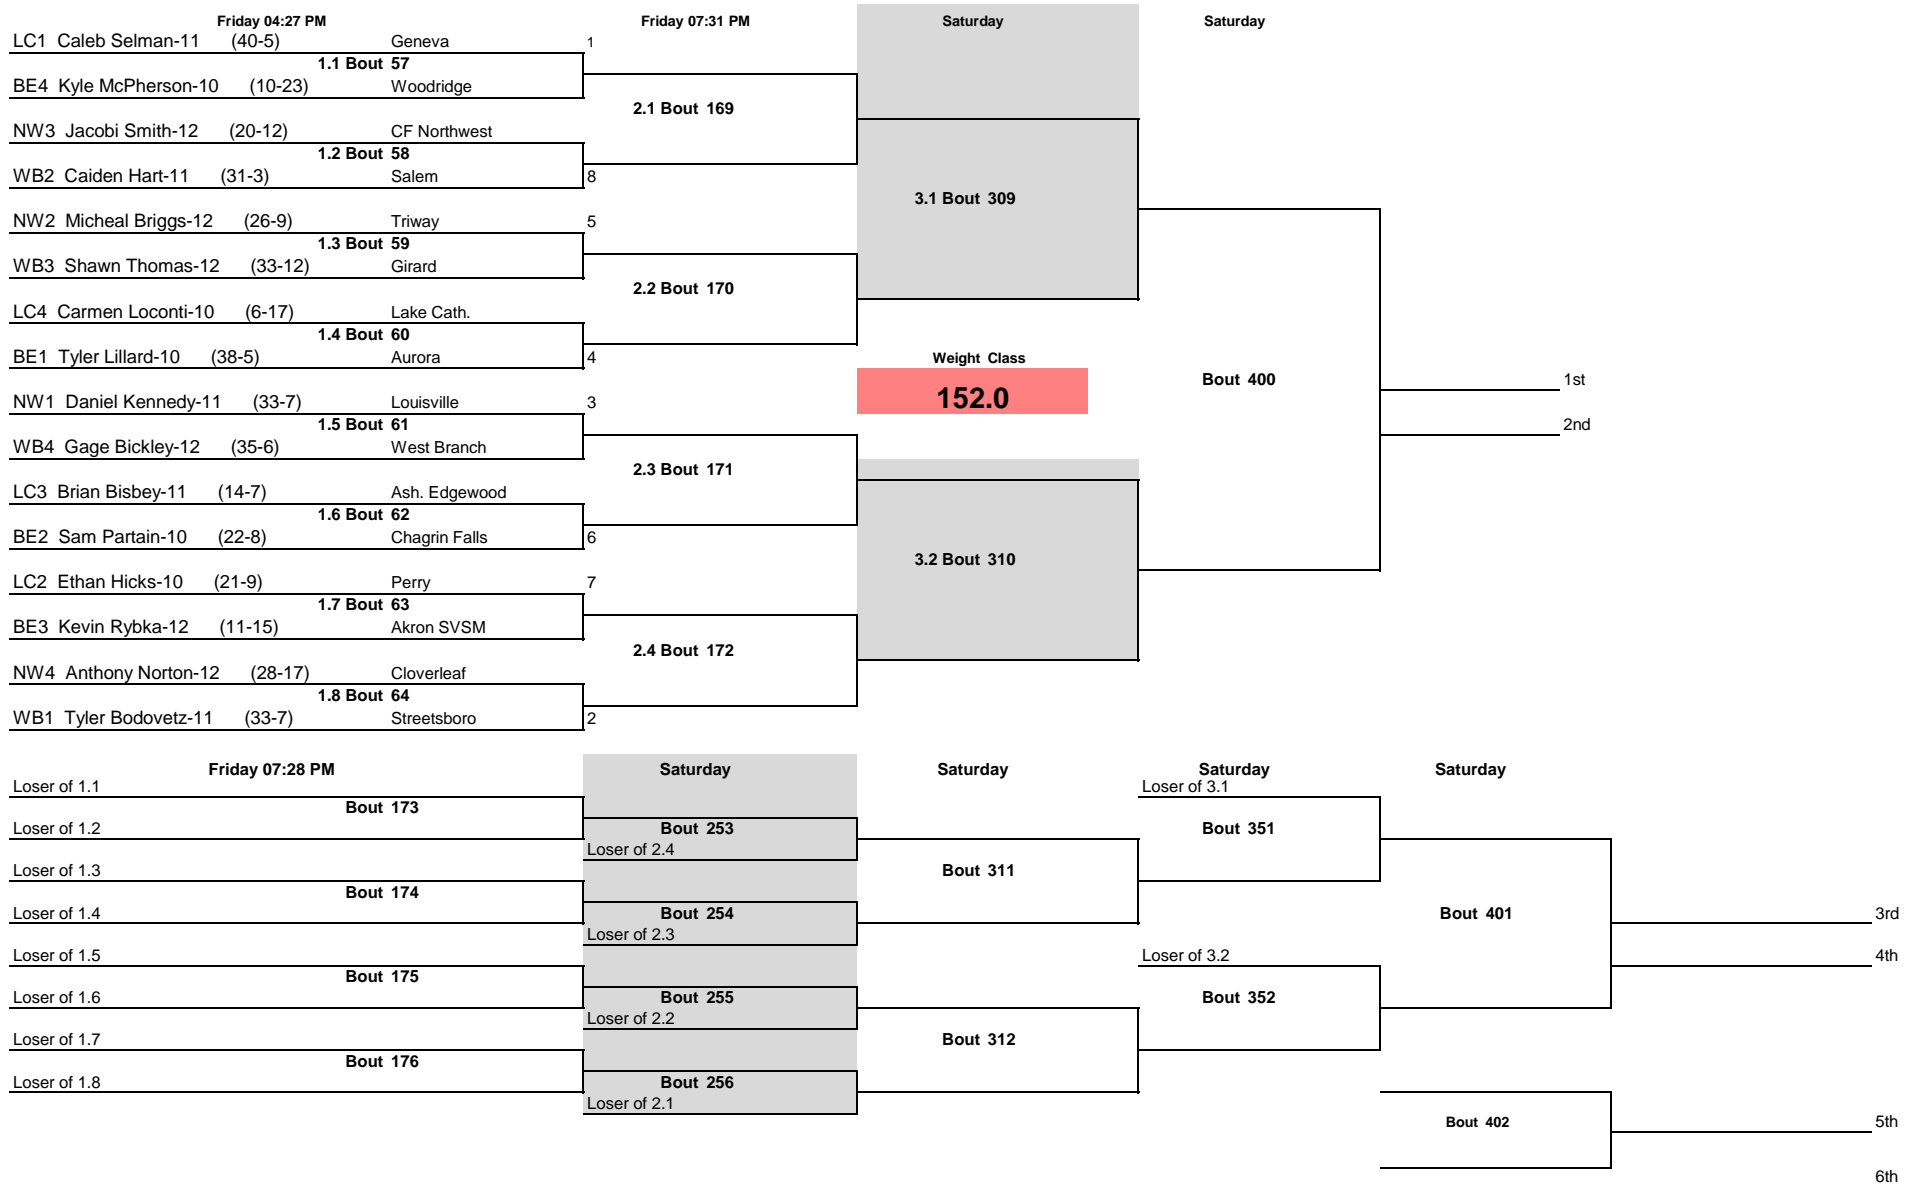 Friday 04:27 PM Friday 07:31 PM Saturday Saturday
LC1 Caleb Selman-11 (40-5) Geneva 1
1.1 Bout 57
BE4 Kyle McPherson-10 (10-23) Woodridge
2.1 Bout 169
NW3 Jacobi Smith-12 (20-12) CF Northwest
1.2 Bout 58
WB2 Caiden Hart-11 (31-3) Salem 8
3.1 Bout 309
NW2 Micheal Briggs-12 (26-9) Triway 5
1.3 Bout 59
WB3 Shawn Thomas-12 (33-12) Girard
2.2 Bout 170
LC4 Carmen Loconti-10 (6-17) Lake Cath.
1.4 Bout 60
BE1 Tyler Lillard-10 (38-5) Aurora 4 Weight Class
Bout 400 1st
NW1 Daniel Kennedy-11 (33-7) Louisville 3 152.0
1.5 Bout 61 2nd
WB4 Gage Bickley-12 (35-6) West Branch
2.3 Bout 171
LC3 Brian Bisbey-11 (14-7) Ash. Edgewood
1.6 Bout 62
BE2 Sam Partain-10 (22-8) Chagrin Falls 6
3.2 Bout 310
LC2 Ethan Hicks-10 (21-9) Perry 7
1.7 Bout 63
BE3 Kevin Rybka-12 (11-15) Akron SVSM
2.4 Bout 172
NW4 Anthony Norton-12 (28-17) Cloverleaf
1.8 Bout 64
WB1 Tyler Bodovetz-11 (33-7) Streetsboro 2
Friday 07:28 PM Saturday Saturday Saturday Saturday
Loser of 1.1 Loser of 3.1
Bout 173
Loser of 1.2 Bout 253 Bout 351
Loser of 2.4
Loser of 1.3 Bout 311
Bout 174
Loser of 1.4 Bout 254 Bout 401 3rd
Loser of 2.3
Loser of 1.5 Loser of 3.2 4th
Bout 175
Loser of 1.6 Bout 255 Bout 352
Loser of 2.2
Loser of 1.7 Bout 312
Bout 176
Loser of 1.8 Bout 256
Loser of 2.1
Bout 402 5th
6th